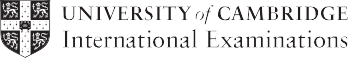 UNIVERSITY of CAMBRIDGE
International Examinations